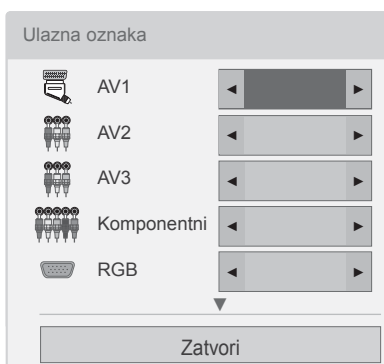 Ulazna oznaka
AV1
AV2
AV3
Komponentni
RGB
Zatvori